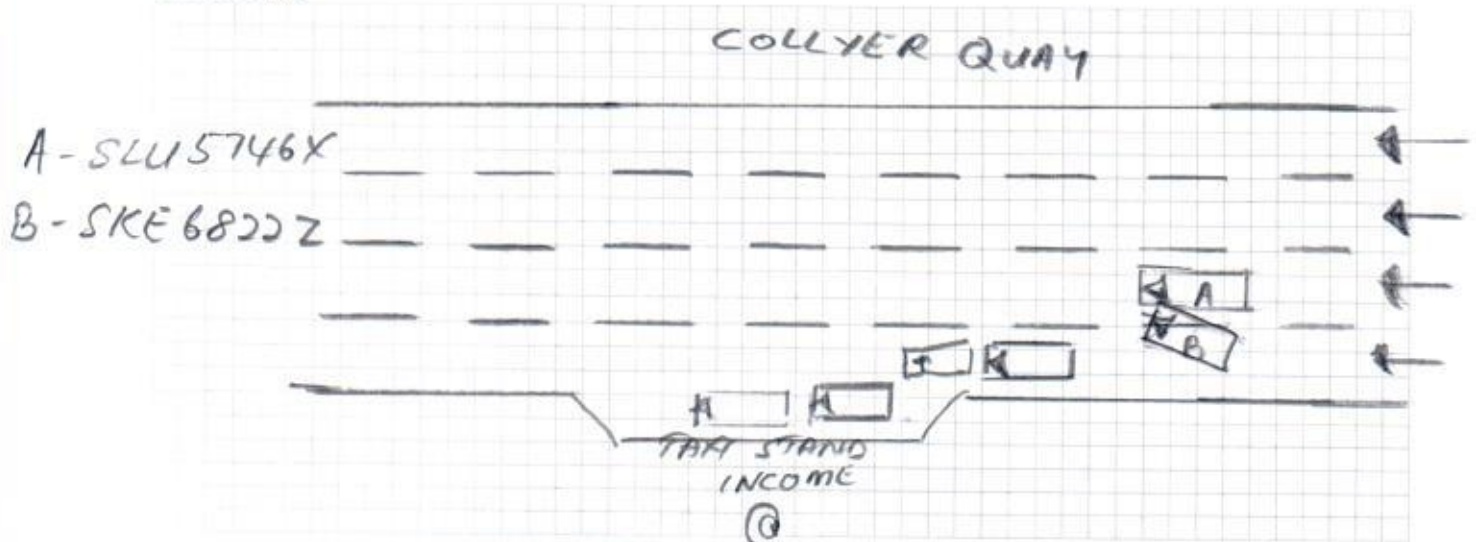 COLLYER QUAY
A - SLU5746X
B - SKE6822Z
A
B
TAXI STAND
INCOME
@